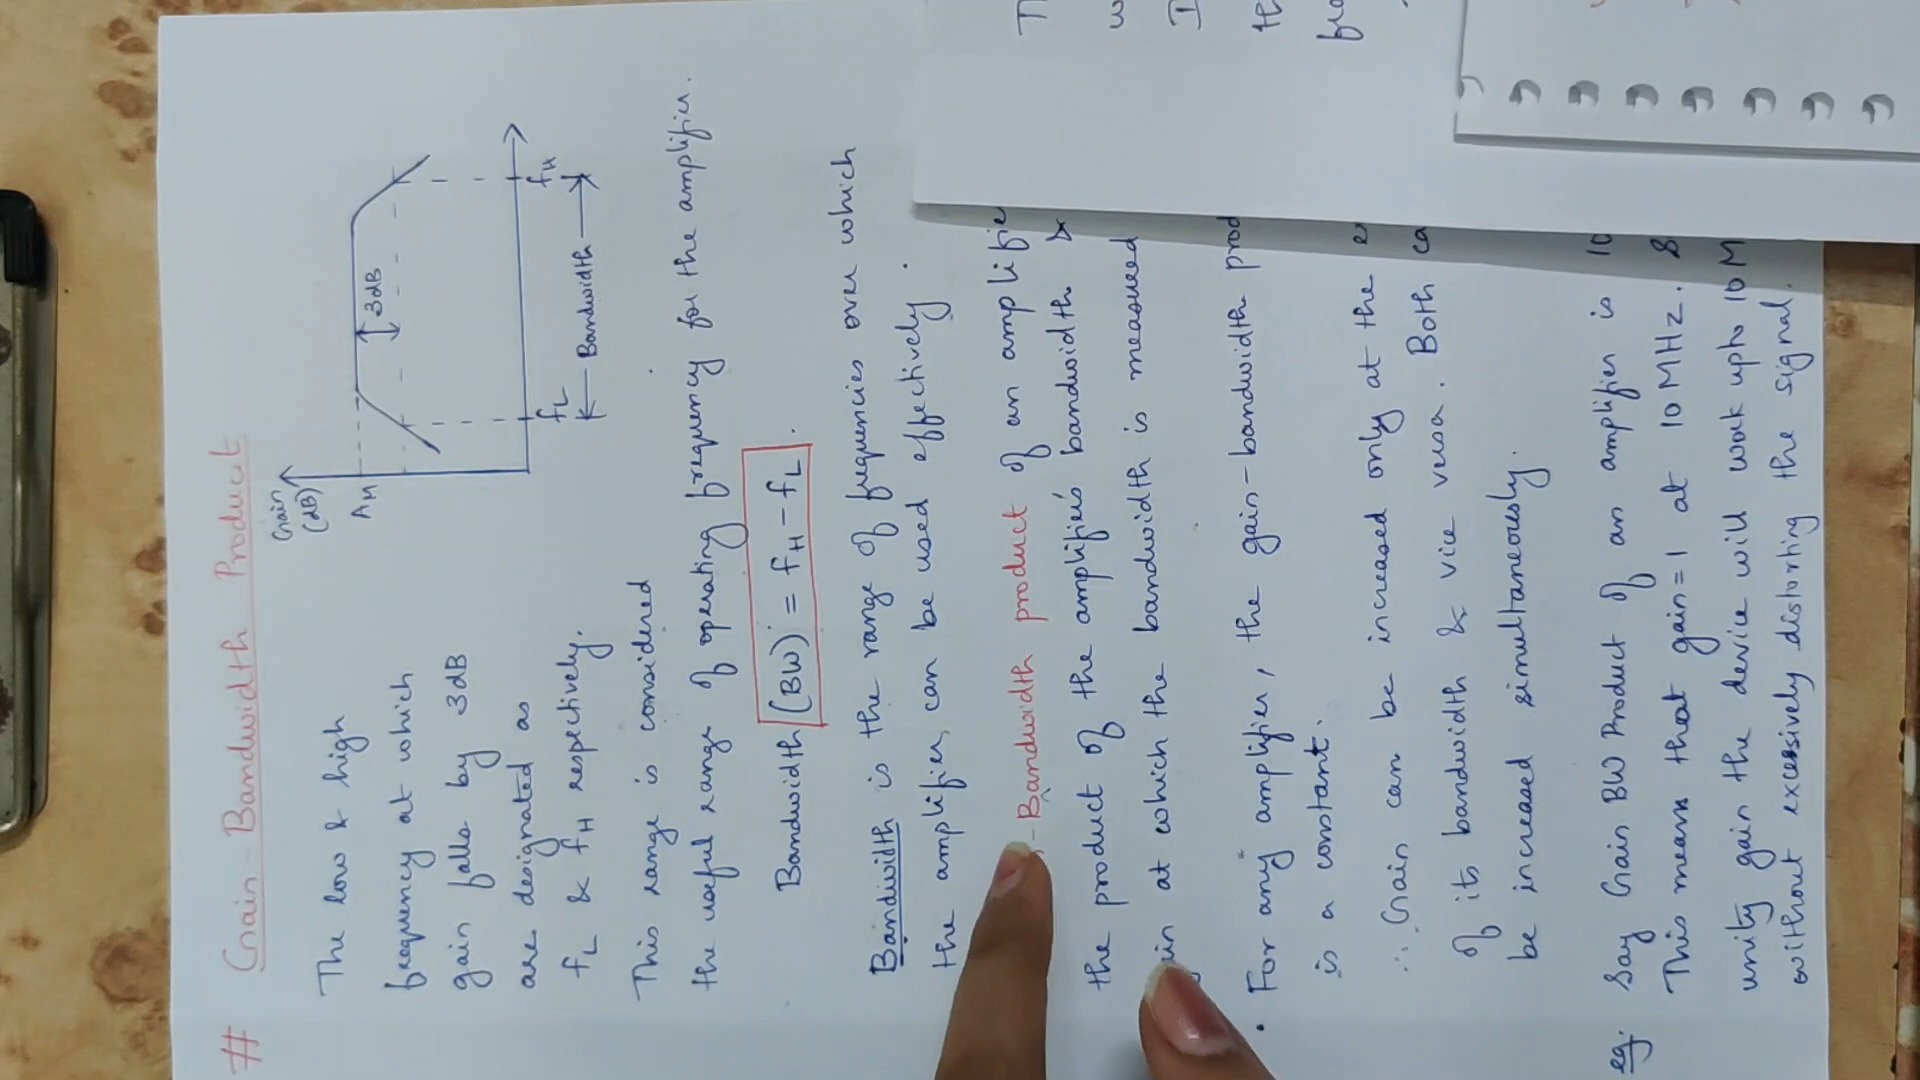 # Gain-Bandwidth Product
Gain
(dB)
AM
3dB
fL
fH
Bandwidth
The low & high
frequency at which
gain falls by 3dB
are designated as
fL & fH respectively.
This range is considered
the useful range of operating frequency for the amplifier.
Bandwidth (BW) = fH - fL.
Bandwidth is the range of frequencies over which
the amplifier, can be used effectively.
-Bandwidth product of an amplifie
the product of the amplifier's bandwidth &
at which the bandwidth is measured
• For any amplifier, the gain-bandwidth prod
is a constant.
∴ Gain can be increased only at the e
of its bandwidth & vice versa. Both ca
be increased simultaneously.
eg. Say Gain BW Product of an amplifier is 10
This means that gain=1 at 10 MHz.
unity gain the device will work upto 10 M
without excessively distorting the signal.